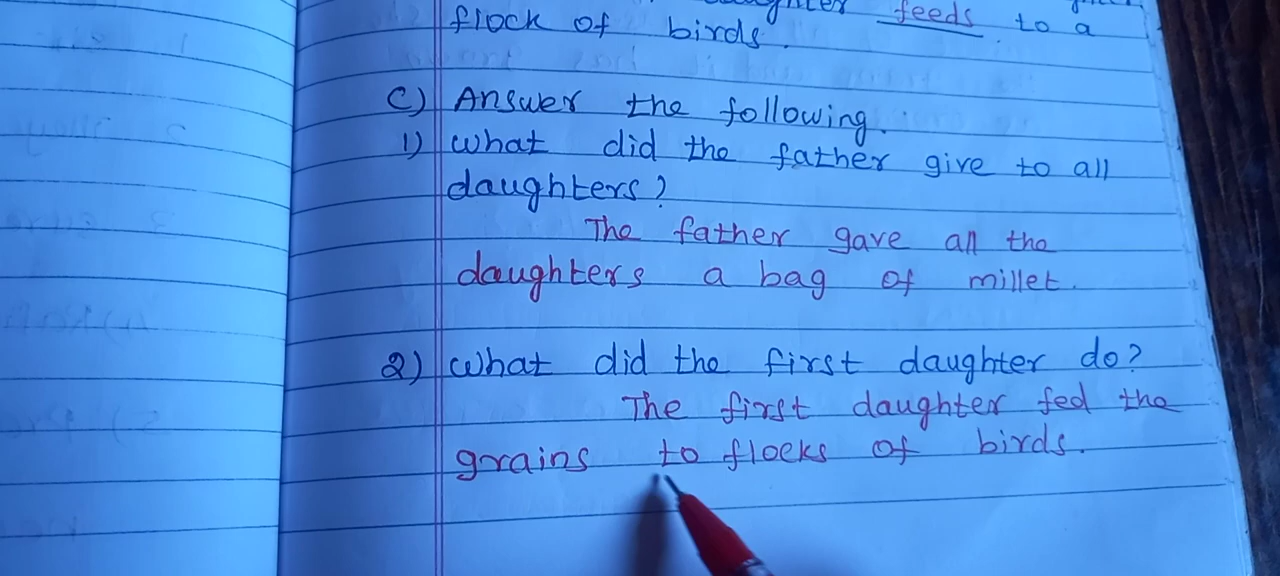 feeds to a
flock of birds.
C) Answer the following.
1) What did the father give to all
daughters?
The father gave all the
daughters a bag of millet.
2) What did the first daughter do?
The first daughter fed the
grains to flocks of birds.